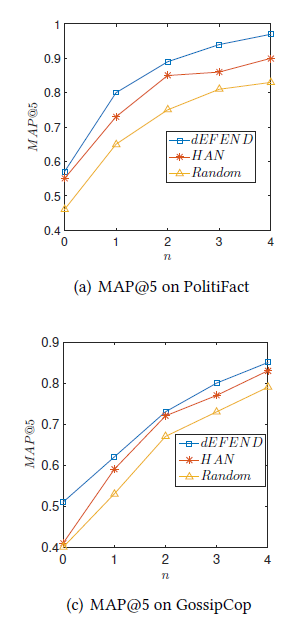 1
0.9
0.8
0.7
0.6
0.5
0.4
MAP@5
dEFEND
HAN
Random
0 1 2 3 4
n
(a) MAP@5 on PolitiFact
0.9
0.8
0.7
0.6
0.5
0.4
MAP@5
dEFEND
HAN
Random
0 1 2 3 4
n
(c) MAP@5 on GossipCop